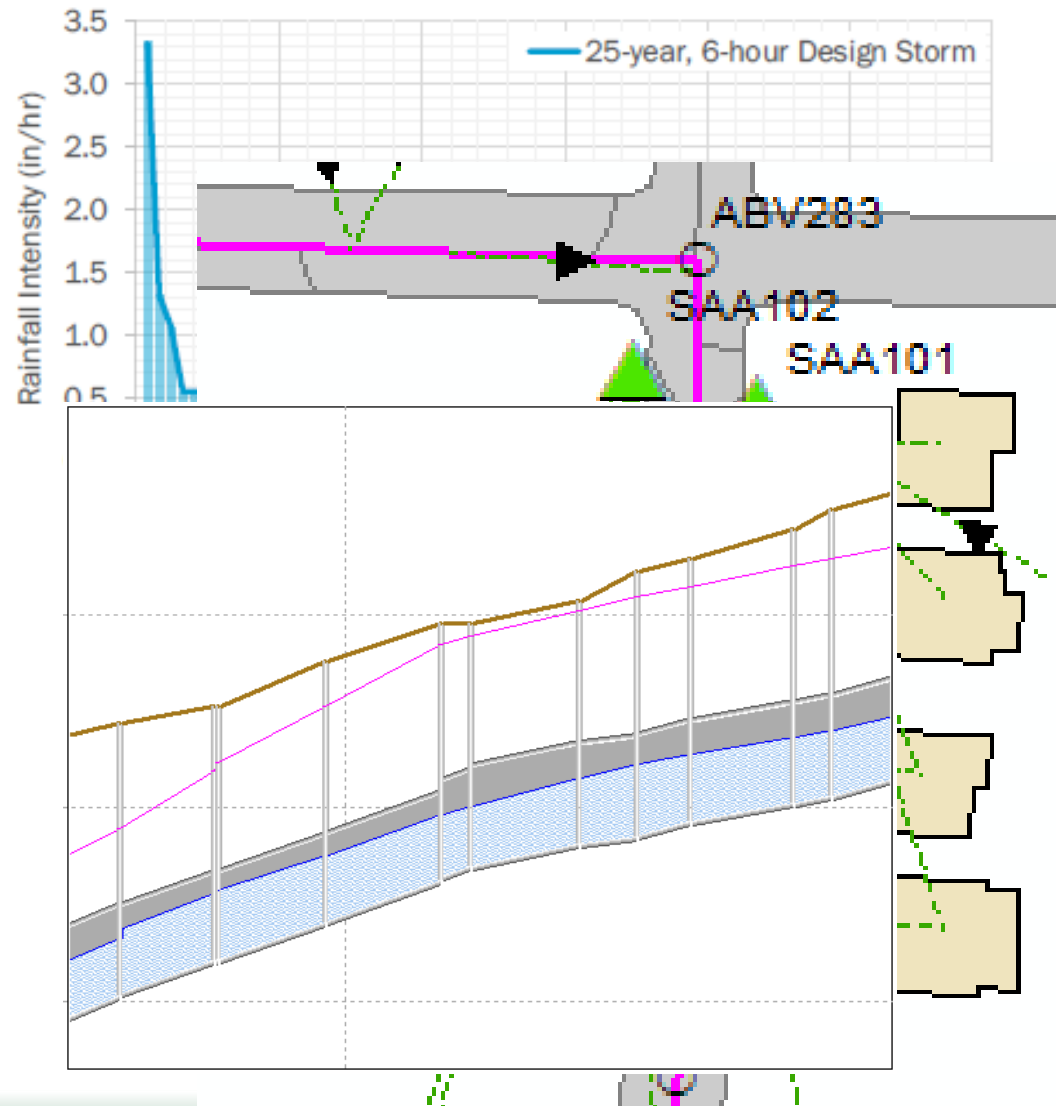 3.5
25-year, 6-hour Design Storm
3.0
2.5
2.0
1.5
1.0
0.5
Rainfall Intensity (in/hr)
ABV283
SAA102
SAA101